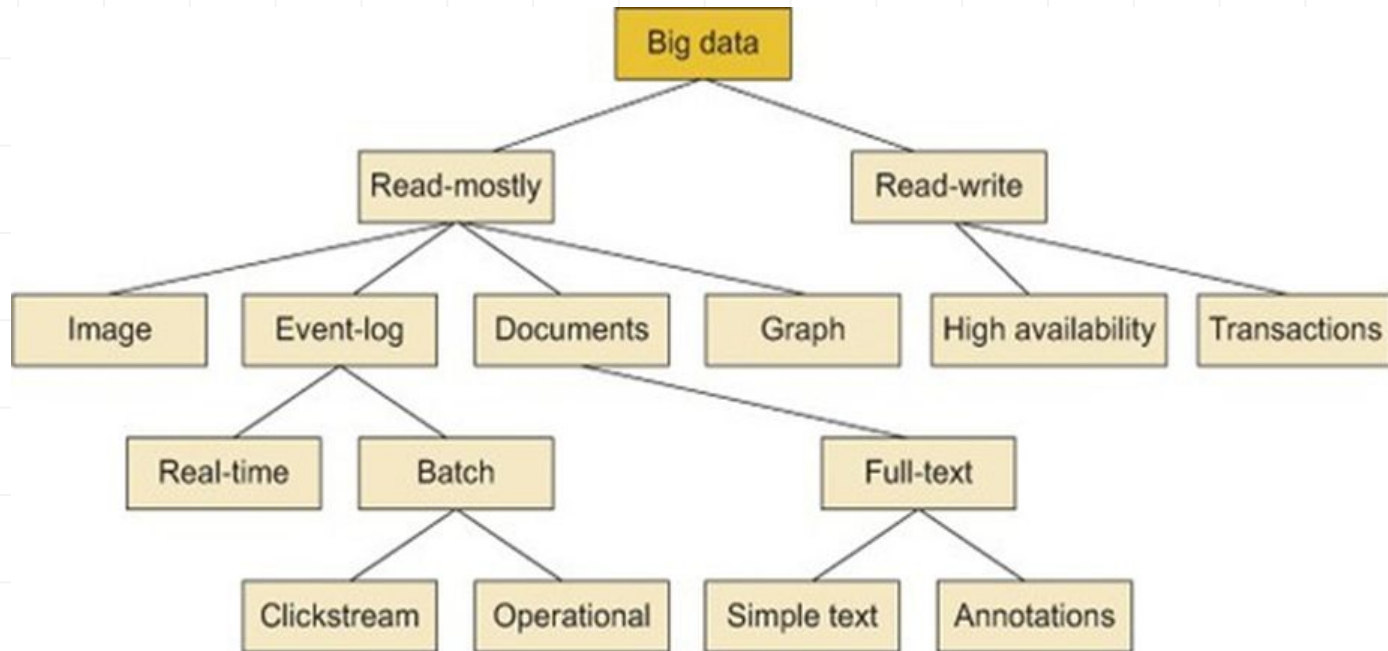 Big data
Read-mostly
Read-write
Image
Event-log
Documents
Graph
High availability
Transactions
Real-time
Batch
Full-text
Clickstream
Operational
Simple text
Annotations